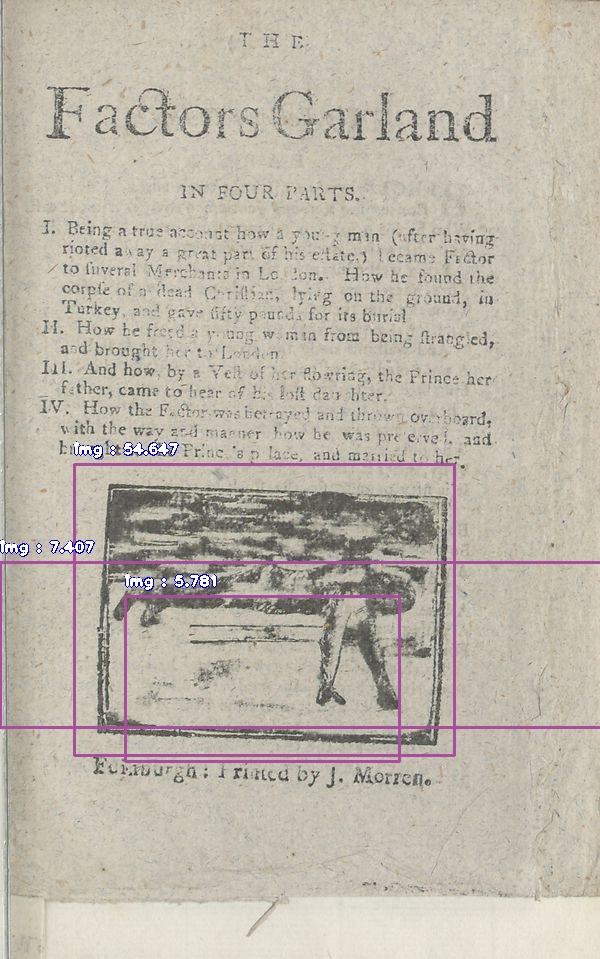 THE
Factors Garland
IN FOUR PARTS.
I. Being a true account how a young man (after having
rioted away a great part of his estate,) became Factor
to suveral Merchants in London. How he found the
corpse of a dead Christian, lying on the ground, in
Turkey, and gave fifty pounds for its burial
II. How he freed a young woman from being strangled,
and brought her to London.
III. And how by a Vest of her flowring, the Prince her
father, came to hear of his lost daughter.
IV. How the Factor was betrayed and thrown overboard,
with the way and manner how he was preserved, and
Prince's palace, and married to her.
img : 54.647
img : 7.407
img : 5.781
Edinburgh: Printed by J. Morren.